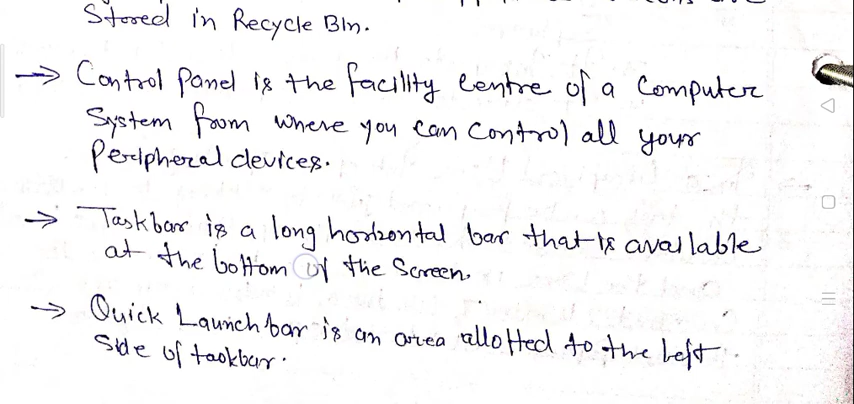 Stored in Recycle Bin.
→ Control Panel is the facility centre of a computer
System from where you can control all your
Peripheral devices.
→ Taskbar is a long horizontal bar that is available
at the bottom of the Screen.
→ Quick Launch bar is an area allotted to the left
Side of taskbar.